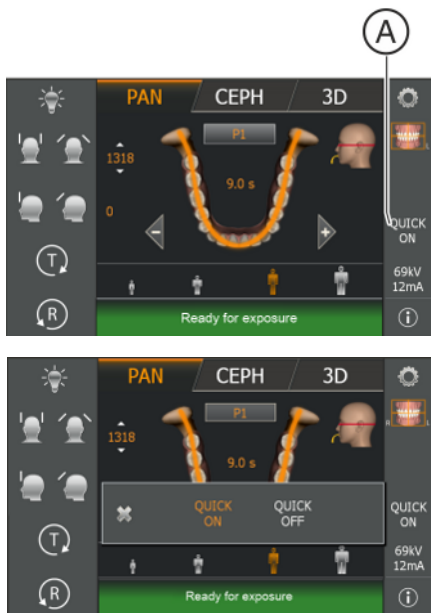 A
PAN
CEPH
3D
P1
1318
9.0 s
0
L
QUICK
ON
69kV
12mA
T
R
Ready for exposure
i
PAN
CEPH
3D
P1
1318
9.0 s
R
L
QUICK
ON
QUICK
OFF
QUICK
ON
69kV
12mA
T
R
Ready for exposure
i